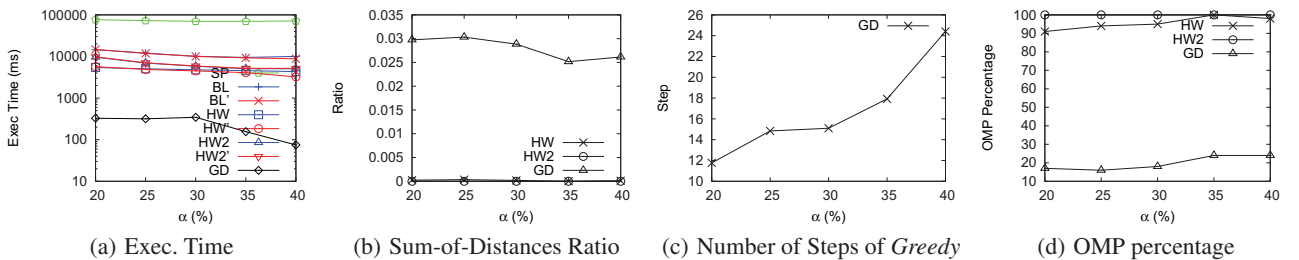 Exec Time (ms)
100000
10000
1000
100
10
SP
BL
BL'
HW
HW'
HW2
HW2'
GD
20 25 30 35 40
α (%)
(a) Exec. Time
Ratio
0.035
0.03
0.025
0.02
0.015
0.01
0.005
0
HW
HW2
GD
20 25 30 35 40
α (%)
(b) Sum-of-Distances Ratio
Step
26
24
22
20
18
16
14
12
10
GD
20 25 30 35 40
α (%)
(c) Number of Steps of Greedy
OMP Percentage
100
90
80
70
60
50
40
30
20
10
HW
HW2
GD
20 25 30 35 40
α (%)
(d) OMP percentage